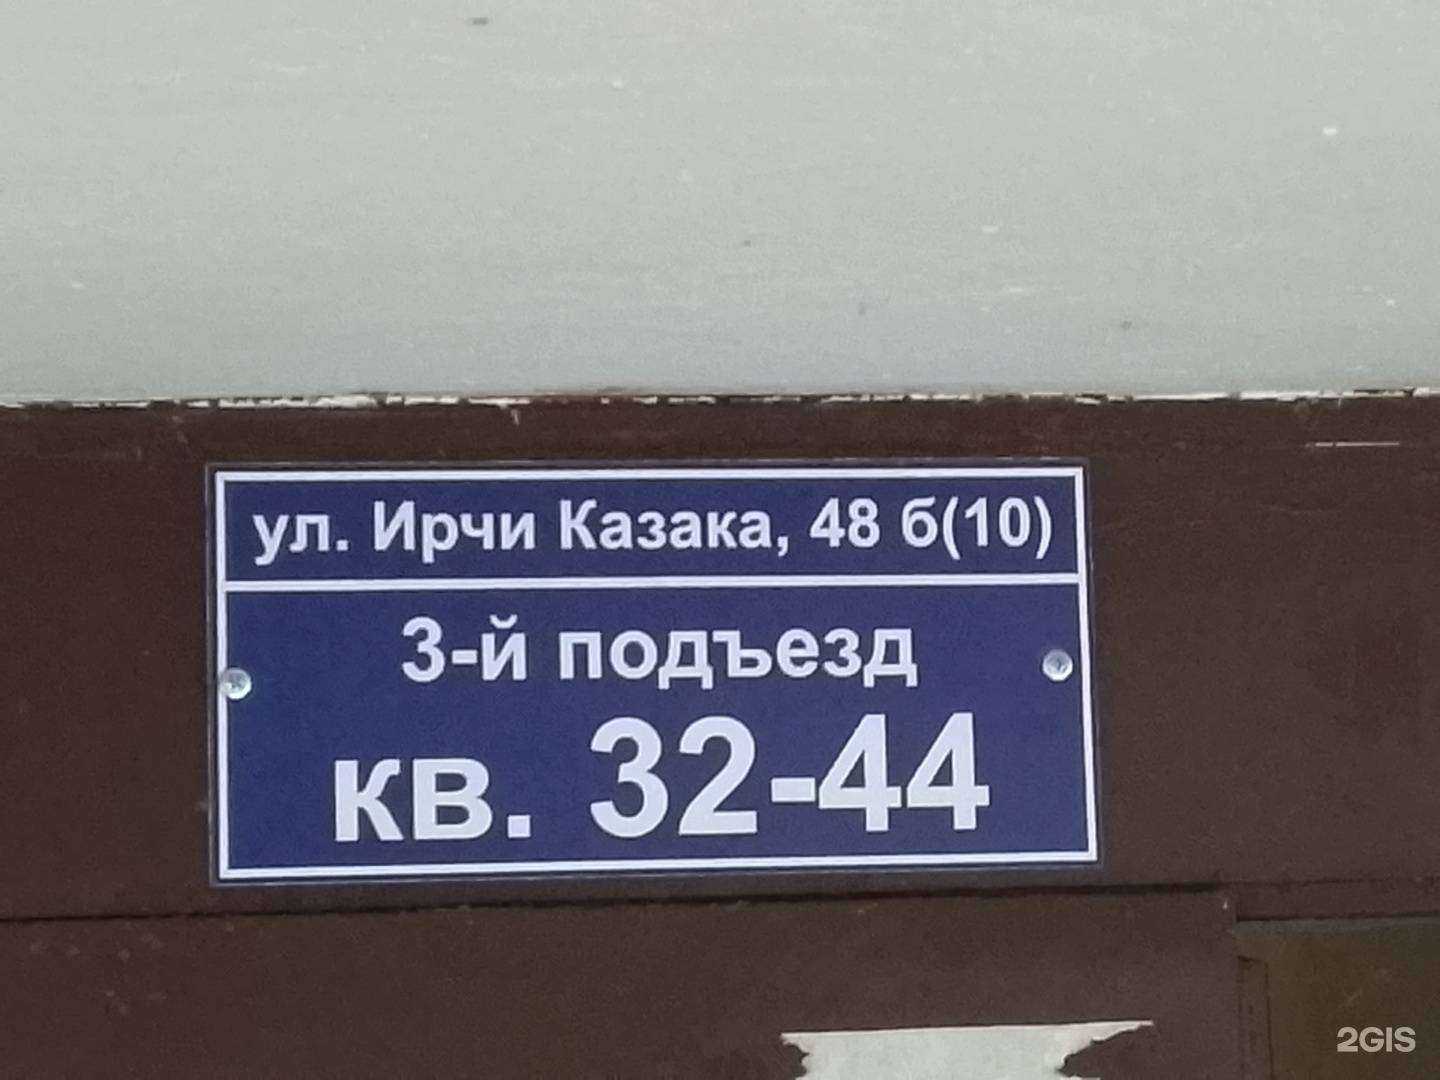 ул. Ирчи Казака, 48 б(10)
3-й подъезд
кв. 32-44
2GIS